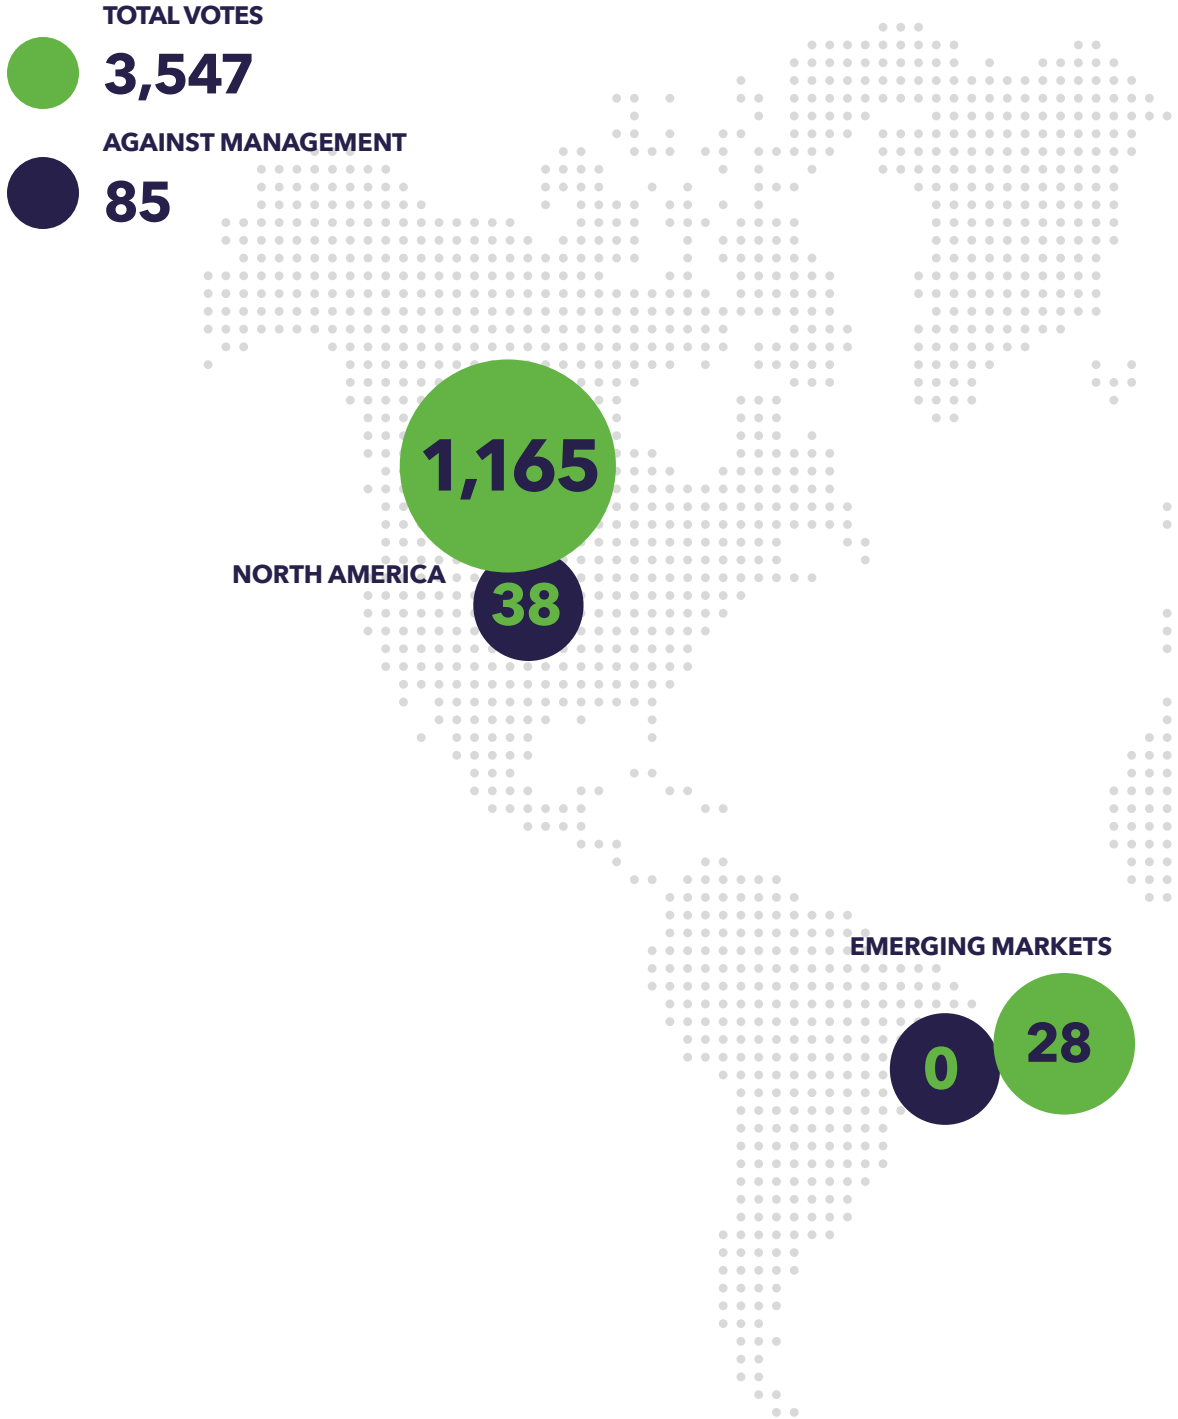 TOTAL VOTES
3,547
AGAINST MANAGEMENT
85
1,165
NORTH AMERICA
38
EMERGING MARKETS
28
0